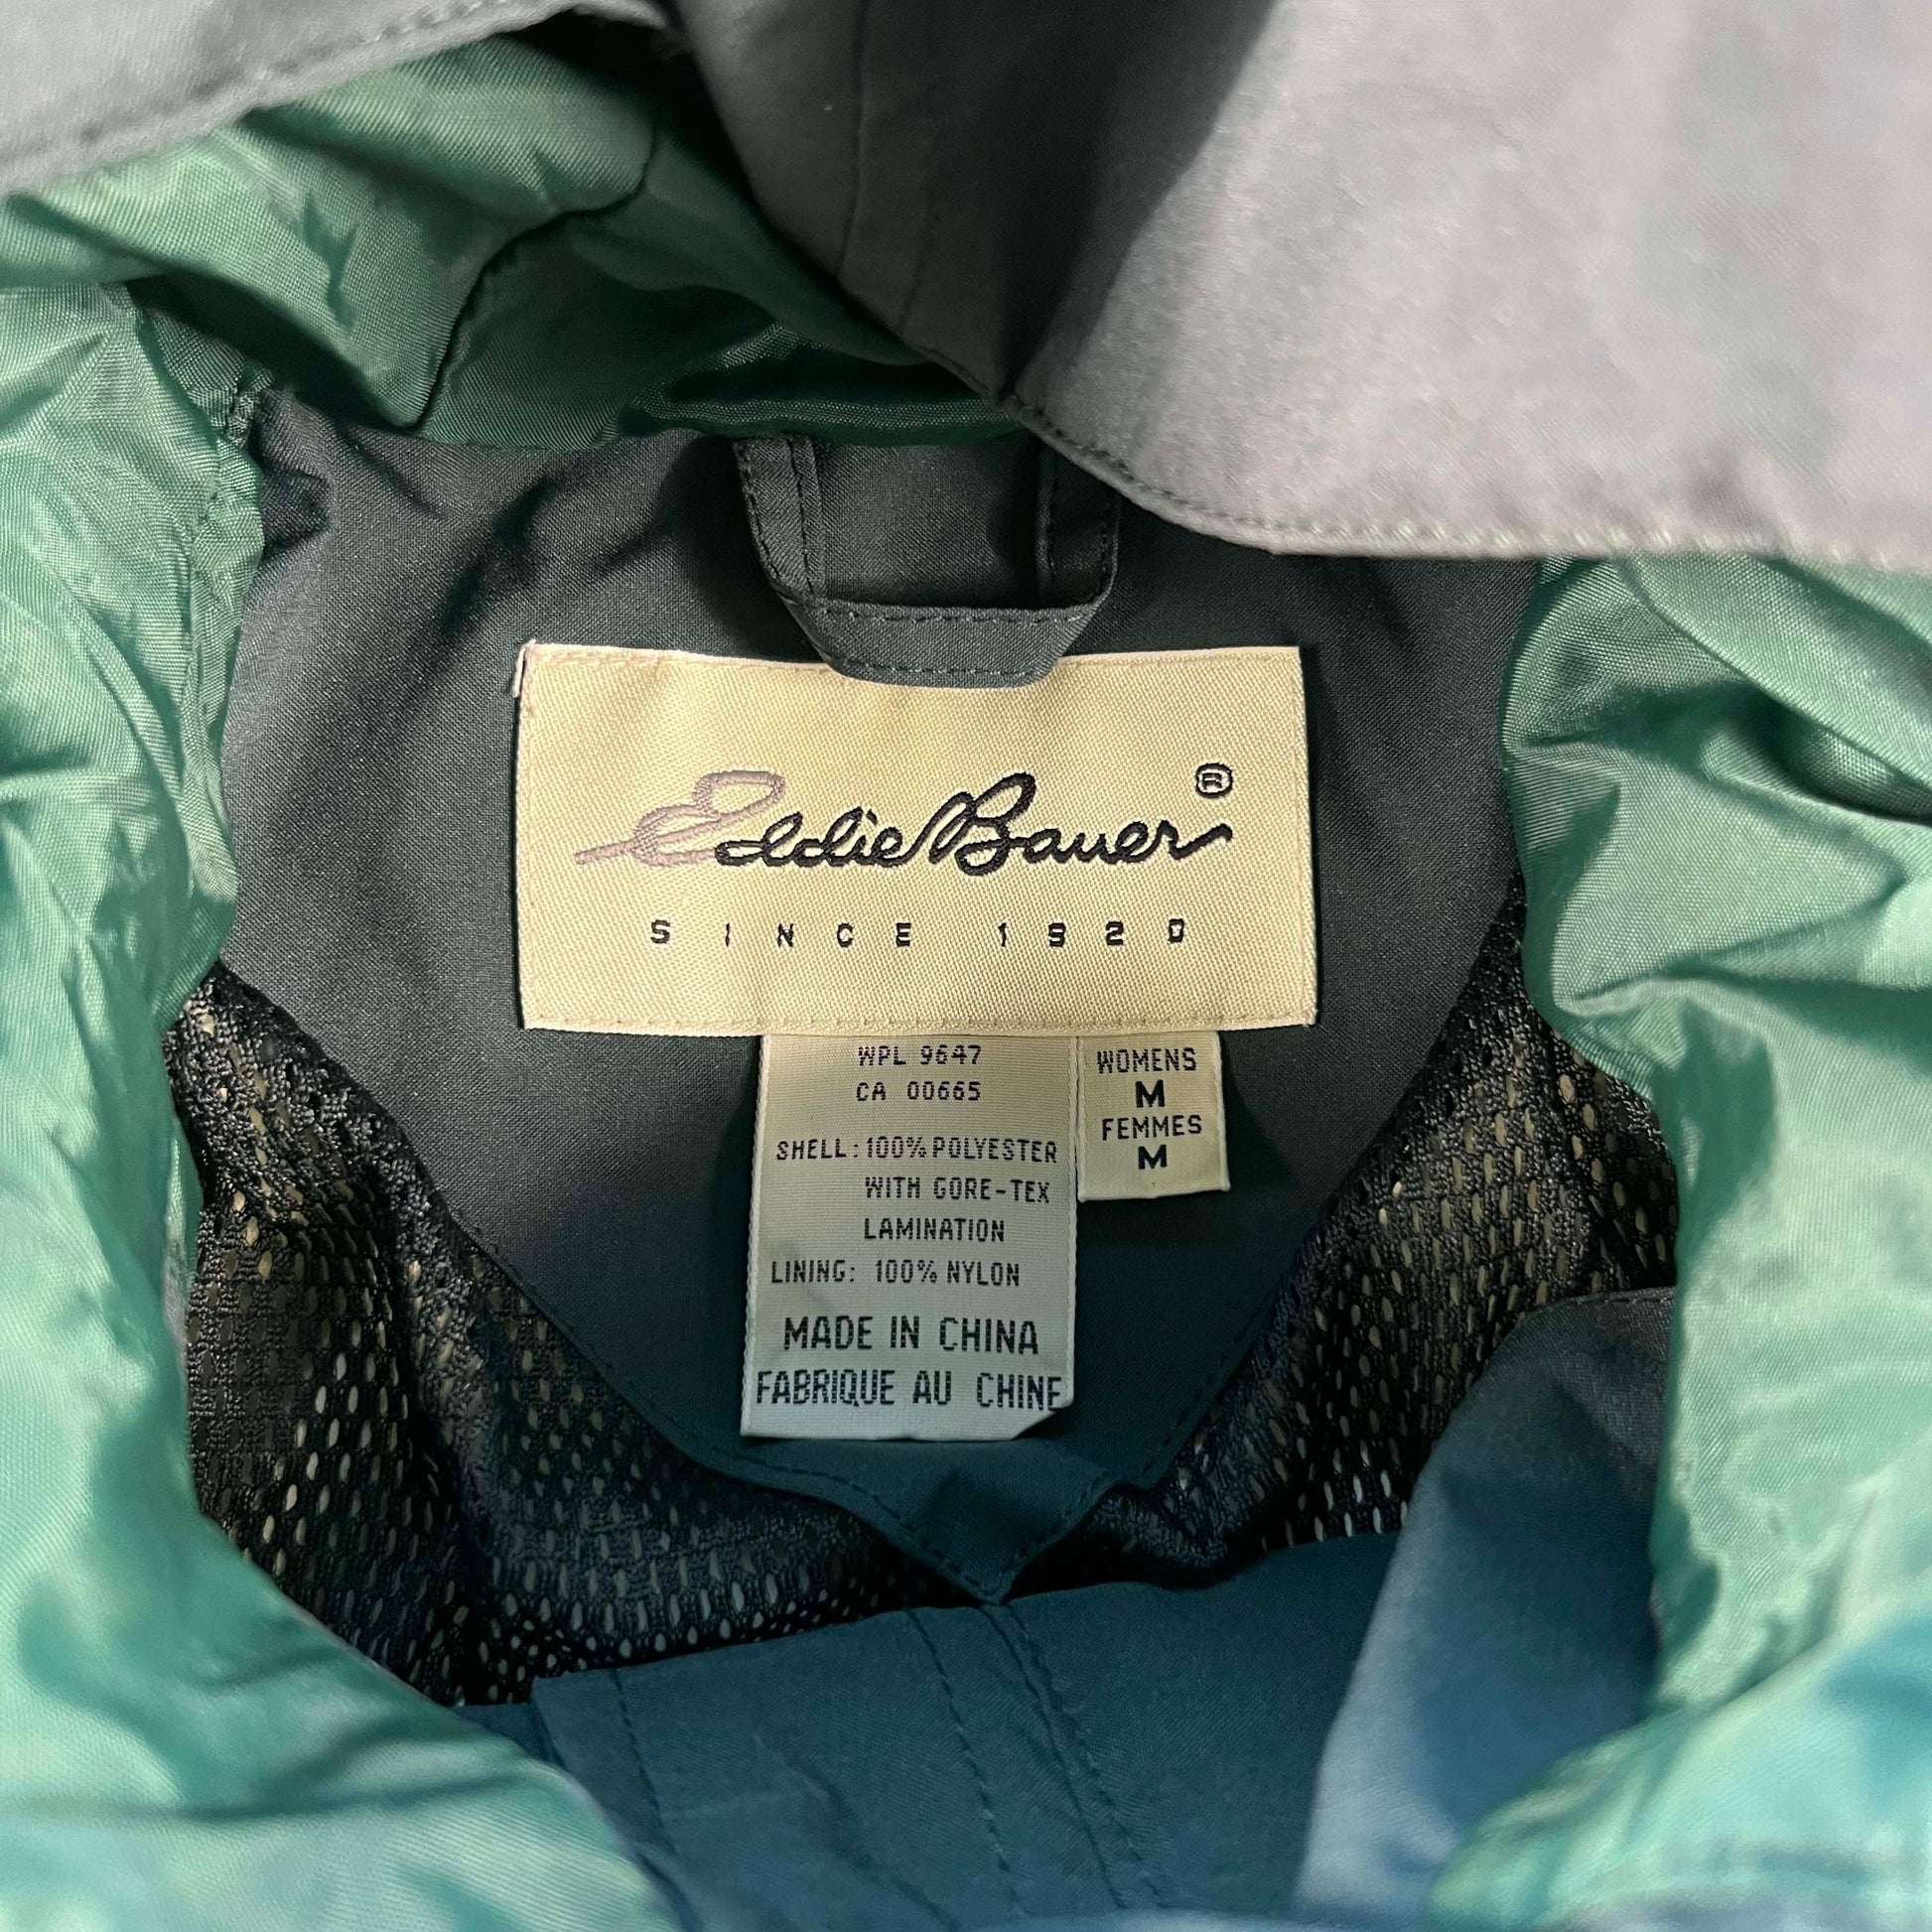 Eddie Bauer®
SINCE 1920
WPL 9647
CA 00665
SHELL: 100% POLYESTER
WITH GORE-TEX
LAMINATION
LINING: 100% NYLON
MADE IN CHINA
FABRIQUE AU CHINE
WOMENS
M
FEMMES
M